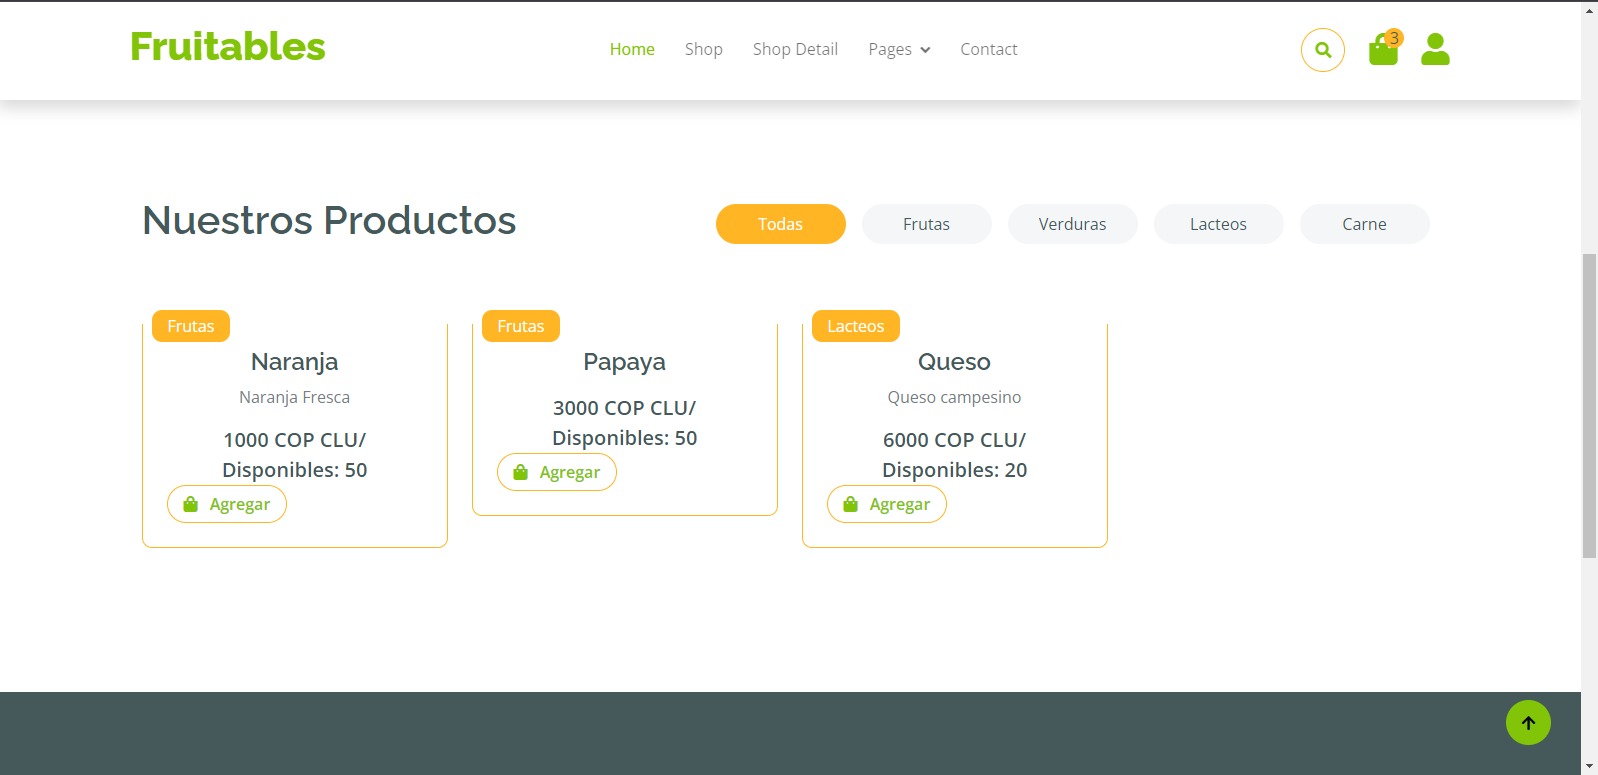 Fruitables
Home Shop Shop Detail Pages Contact
3
Nuestros Productos
Todas Frutas Verduras Lacteos Carne
Frutas
Naranja
Naranja Fresca
1000 COP CLU/
Disponibles: 50
Agregar
Frutas
Papaya
3000 COP CLU/
Disponibles: 50
Agregar
Lacteos
Queso
Queso campesino
6000 COP CLU/
Disponibles: 20
Agregar